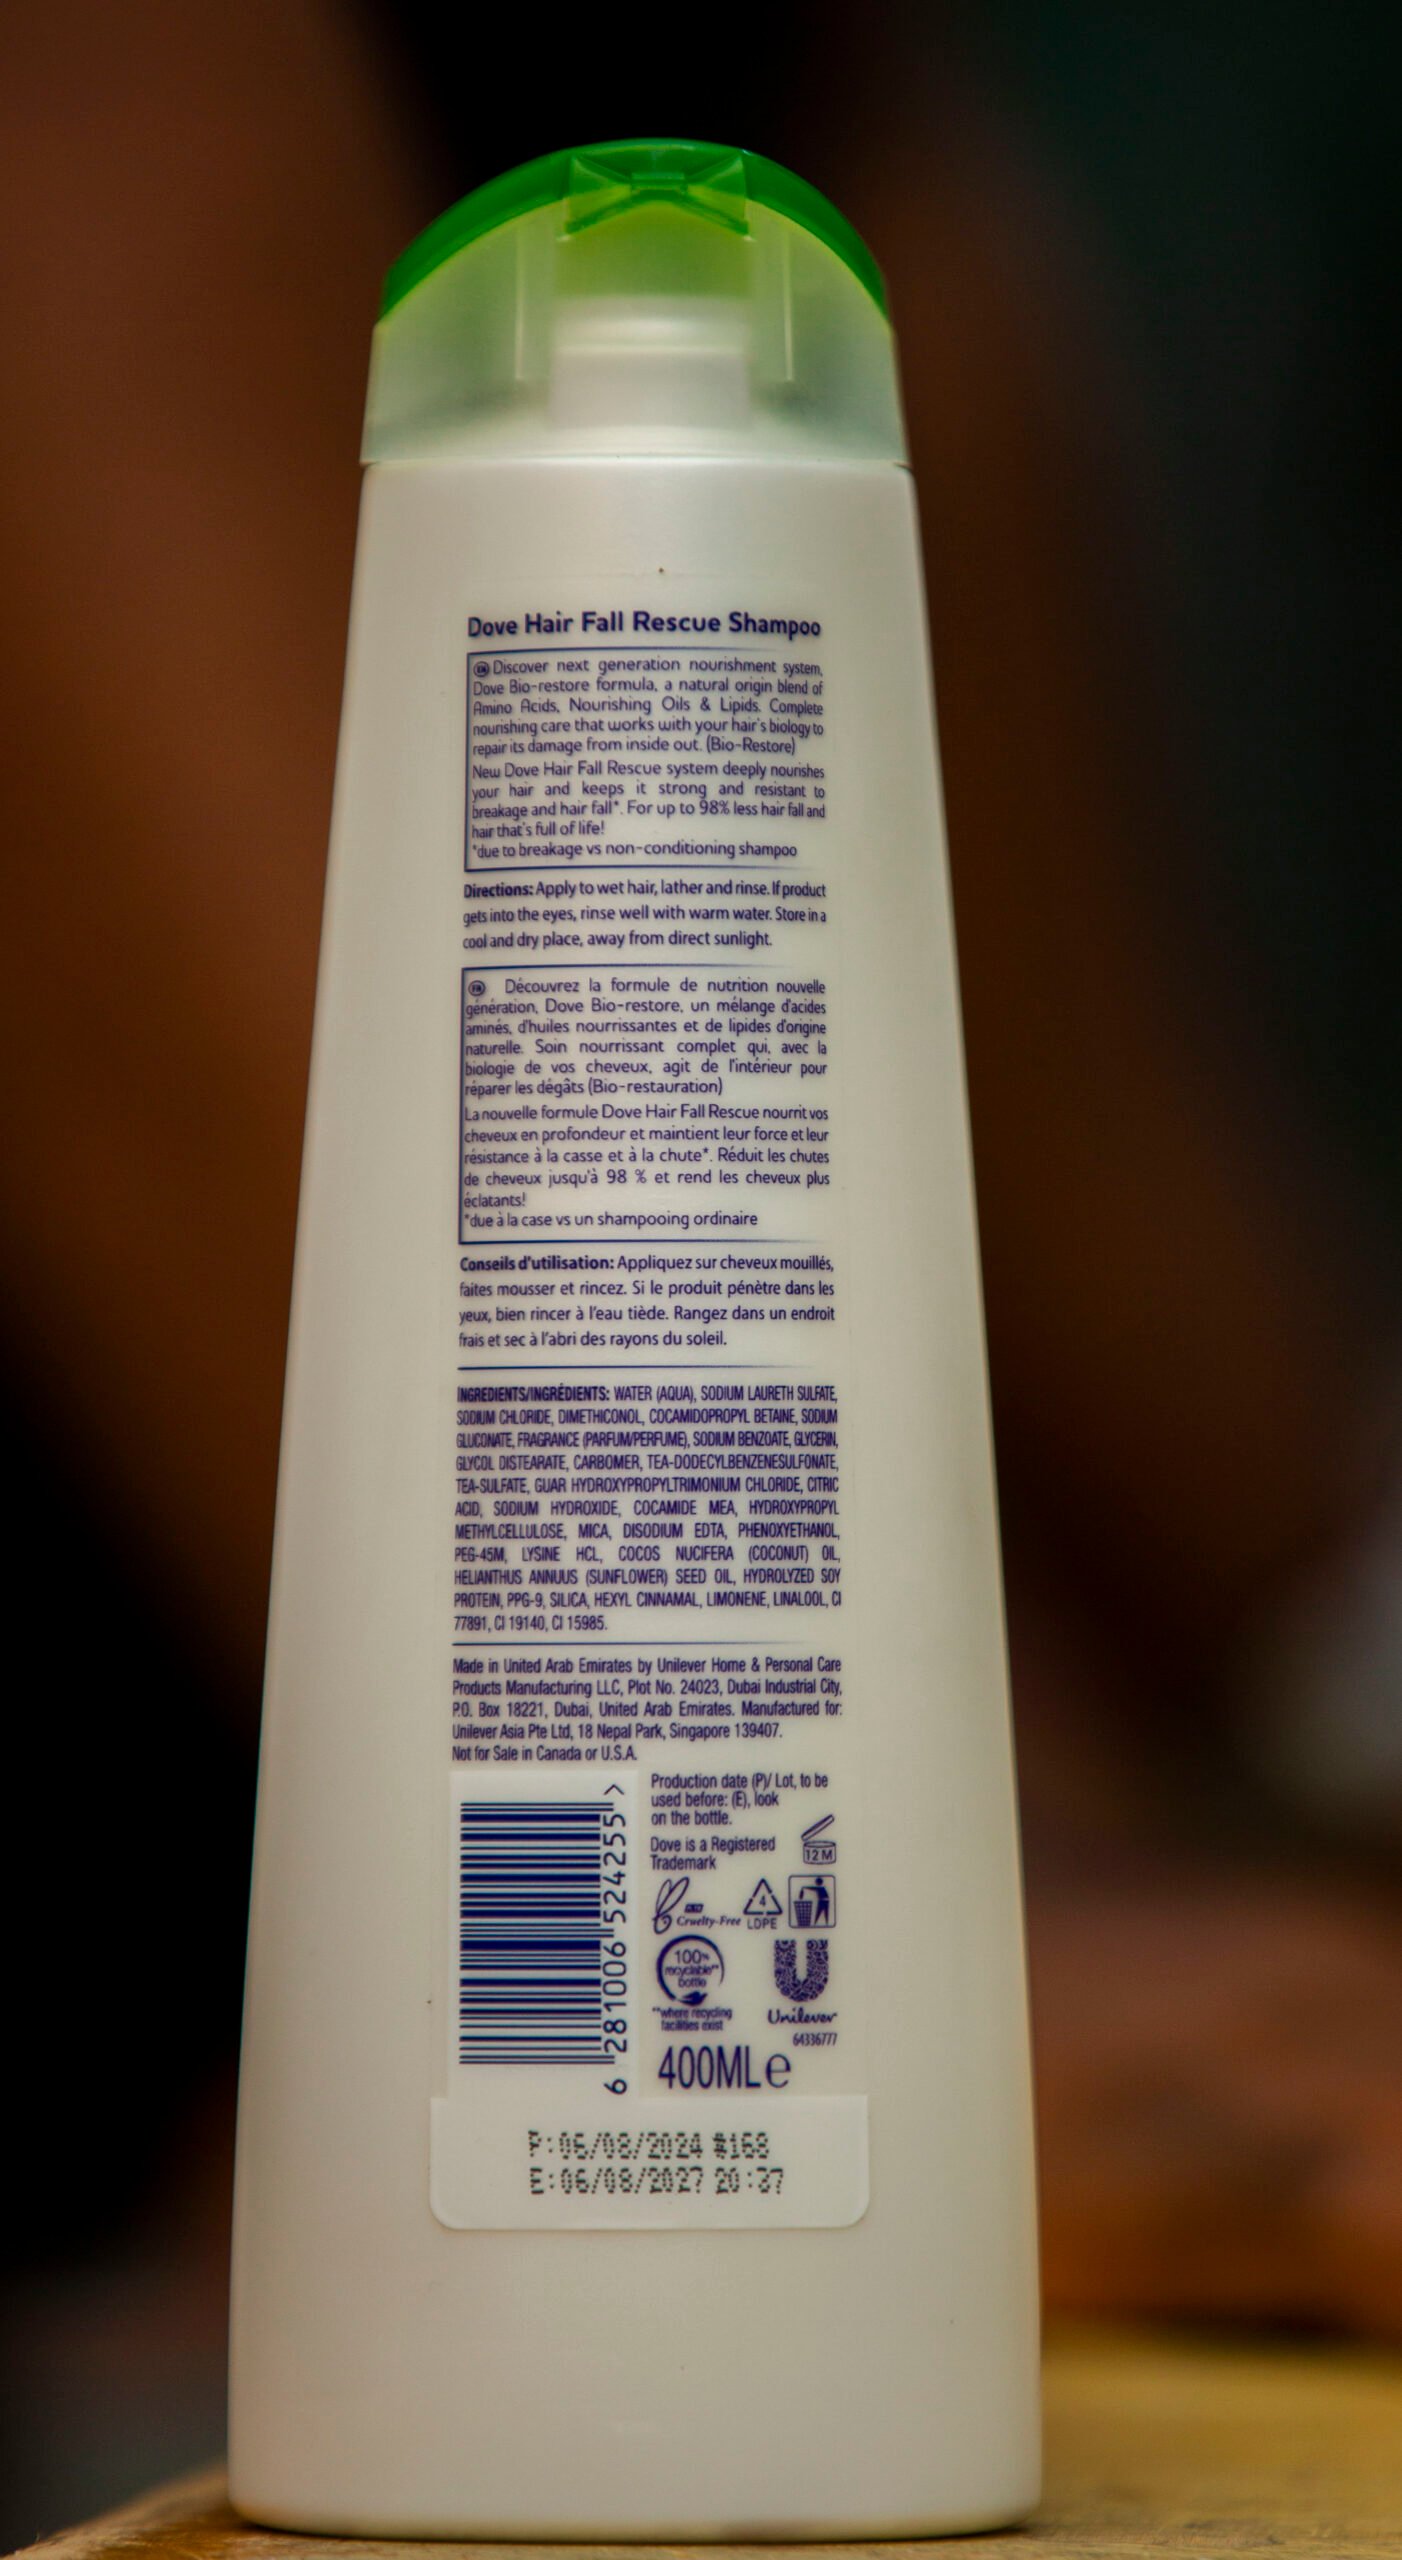 Dove Hair Fall Rescue Shampoo
EN Discover next generation nourishment system,
Dove Bio-restore formula, a natural origin blend of
Amino Acids, Nourishing Oils & Lipids. Complete
nourishing care that works with your hair's biology to
repair its damage from inside out. (Bio-Restore)
New Dove Hair Fall Rescue system deeply nourishes
your hair and keeps it strong and resistant to
breakage and hair fall*. For up to 98% less hair fall and
hair that's full of life!
*due to breakage vs non-conditioning shampoo
Directions: Apply to wet hair, lather and rinse. If product
gets into the eyes, rinse well with warm water. Store in a
cool and dry place, away from direct sunlight.
FR Découvrez la formule de nutrition nouvelle
génération, Dove Bio-restore, un mélange d'acides
aminés, d'huiles nourrissantes et de lipides d'origine
naturelle. Soin nourrissant complet qui, avec la
biologie de vos cheveux, agit de l'intérieur pour
réparer les dégâts (Bio-restauration)
La nouvelle formule Dove Hair Fall Rescue nourrit vos
cheveux en profondeur et maintient leur force et leur
résistance à la casse et à la chute*. Réduit les chutes
de cheveux jusqu'à 98 % et rend les cheveux plus
éclatants!
*due à la case vs un shampooing ordinaire
Conseils d'utilisation: Appliquez sur cheveux mouillés,
faites mousser et rincez. Si le produit pénètre dans les
yeux, bien rincer à l'eau tiède. Rangez dans un endroit
frais et sec à l'abri des rayons du soleil.
INGREDIENTS/INGRÉDIENTS: WATER (AQUA), SODIUM LAURETH SULFATE,
SODIUM CHLORIDE, DIMETHICONOL, COCAMIDOPROPYL BETAINE, SODIUM
GLUCONATE, FRAGRANCE (PARFUM/PERFUME), SODIUM BENZOATE, GLYCERIN,
GLYCOL DISTEARATE, CARBOMER, TEA-DODECYLBENZENESULFONATE,
TEA-SULFATE, GUAR HYDROXYPROPYLTRIMONIUM CHLORIDE, CITRIC
ACID, SODIUM HYDROXIDE, COCAMIDE MEA, HYDROXYPROPYL
METHYLCELLULOSE, MICA, DISODIUM EDTA, PHENOXYETHANOL,
PEG-45M, LYSINE HCL, COCOS NUCIFERA (COCONUT) OIL,
HELIANTHUS ANNUUS (SUNFLOWER) SEED OIL, HYDROLYZED SOY
PROTEIN, PPG-9, SILICA, HEXYL CINNAMAL, LIMONENE, LINALOOL, CI
77891, CI 19140, CI 15985.
Made in United Arab Emirates by Unilever Home & Personal Care
Products Manufacturing LLC, Plot No. 24023, Dubai Industrial City,
P.O. Box 18221, Dubai, United Arab Emirates. Manufactured for:
Unilever Asia Pte Ltd, 18 Nepal Park, Singapore 139407.
Not for Sale in Canada or U.S.A.
6 281006 524255 >
Production date (P)/ Lot, to be
used before: (E), look
on the bottle.
Dove is a Registered
Trademark
12 M
Cruelty-Free
4
LDPE
100%
recyclable**
bottle
**where recycling
facilities exist
Unilever
64336777
400ML e
P:06/08/2024 #168
E:06/08/2027 20:37